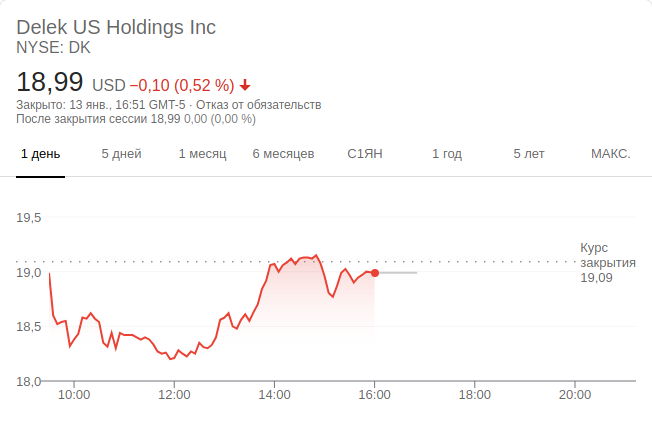 Delek US Holdings Inc
NYSE: DK
18,99 USD −0,10 (0,52 %)
Закрыто: 13 янв., 16:51 GMT-5 · Отказ от обязательств
После закрытия сессии 18,99 0,00 (0,00 %)
1 день 5 дней 1 месяц 6 месяцев С1ЯН 1 год 5 лет МАКС.
19,5
Курс
закрытия
19,09
19,0
18,5
18,0
10:00 12:00 14:00 16:00 18:00 20:00